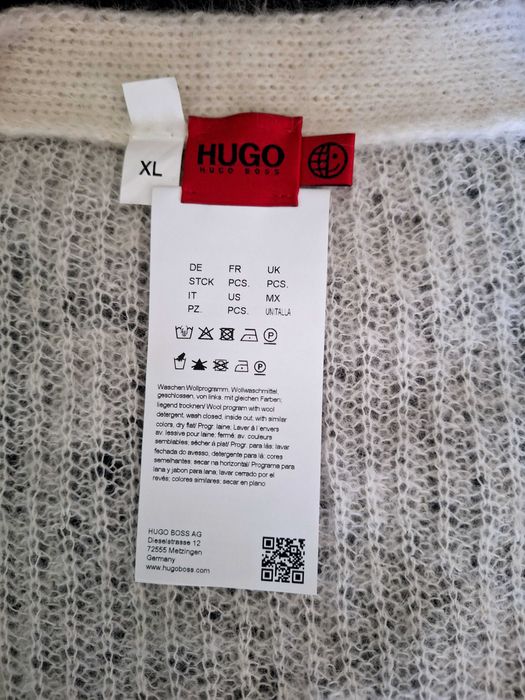 XL
HUGO
HUGO BOSS
DE FR UK
STCK PCS. PCS.
IT US MX
PZ. PCS. UNITALLA
P
P
Waschen Wollprogramm, Wollwaschmittel
geschlossen, von links, mit gleichen Farben;
liegend trocknen/ Wool program with wool
detergent, wash closed, inside out, with similar
colors, dry flat/ Progr. laine; Laver à l'envers
av. lessive pour laine; fermé; av. couleurs
semblables; sécher à plat/ Progr. para lãs; lavar
fechada do avesso, detergente para lã; cores
semelhantes; secar na horizontal/ Programa para
lana y jabon para lana; lavar cerrado por el
revés; colores similares; secar en plano
HUGO BOSS AG
Dieselstrasse 12
72555 Metzingen
Germany
www.hugoboss.com